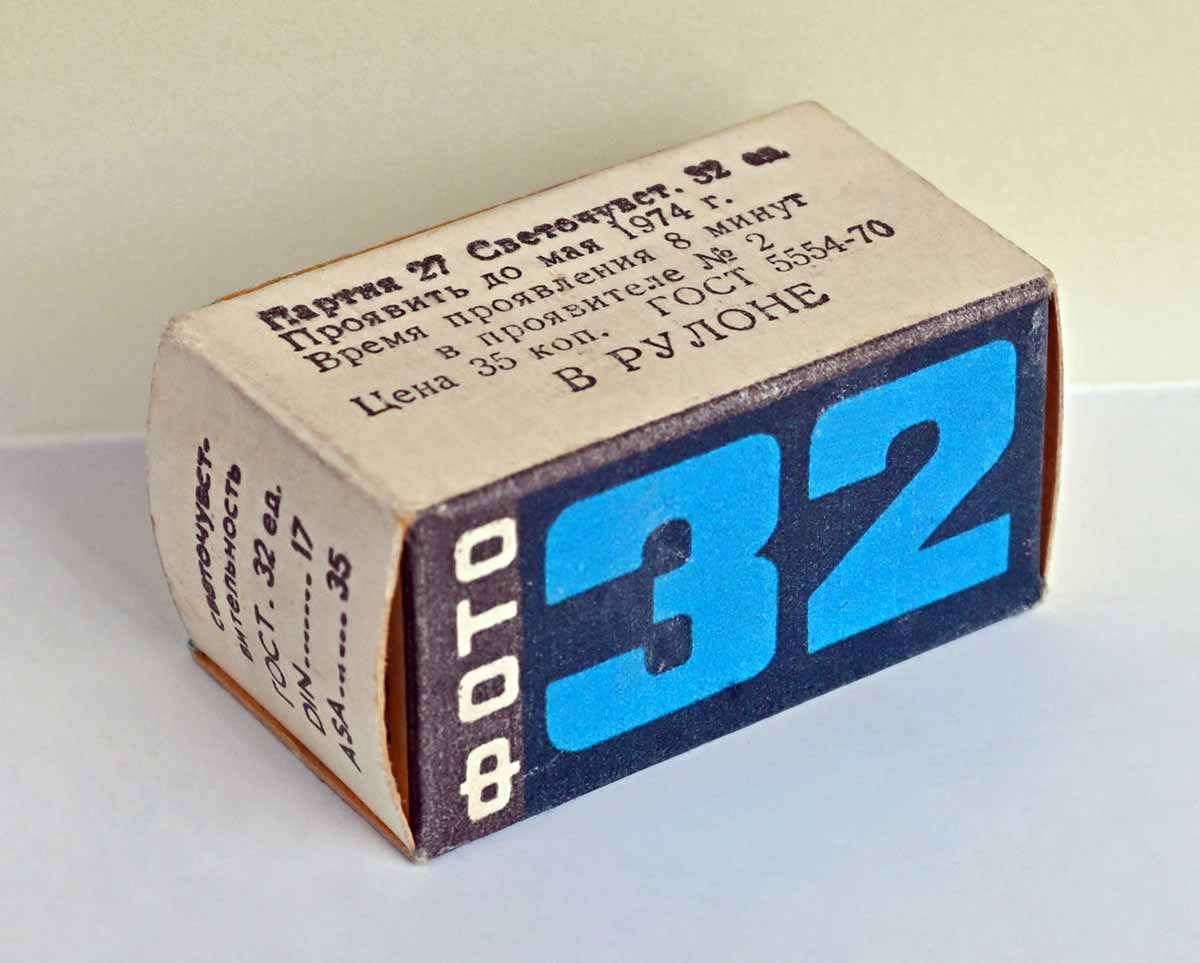 Партия 27 Светочувст. 32 ед.
Проявить до мая 1974 г.
Время проявления 8 минут
в проявителе № 2
Цена 35 коп. ГОСТ 5554-70
В РУЛОНЕ
светочувст-
вительность
ГОСТ. 32 ед.
DIN........ 17
ASA........ 35
ФОТО
32